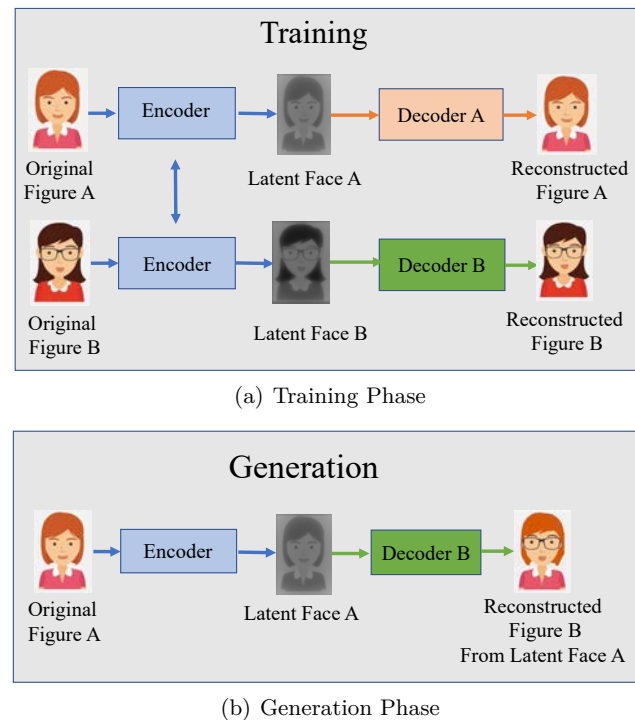 Training
Encoder
Decoder A
Original
Figure A
Latent Face A
Reconstructed
Figure A
Encoder
Decoder B
Original
Figure B
Latent Face B
Reconstructed
Figure B
(a) Training Phase
Generation
Encoder
Decoder B
Original
Figure A
Latent Face A
Reconstructed
Figure B
From Latent Face A
(b) Generation Phase